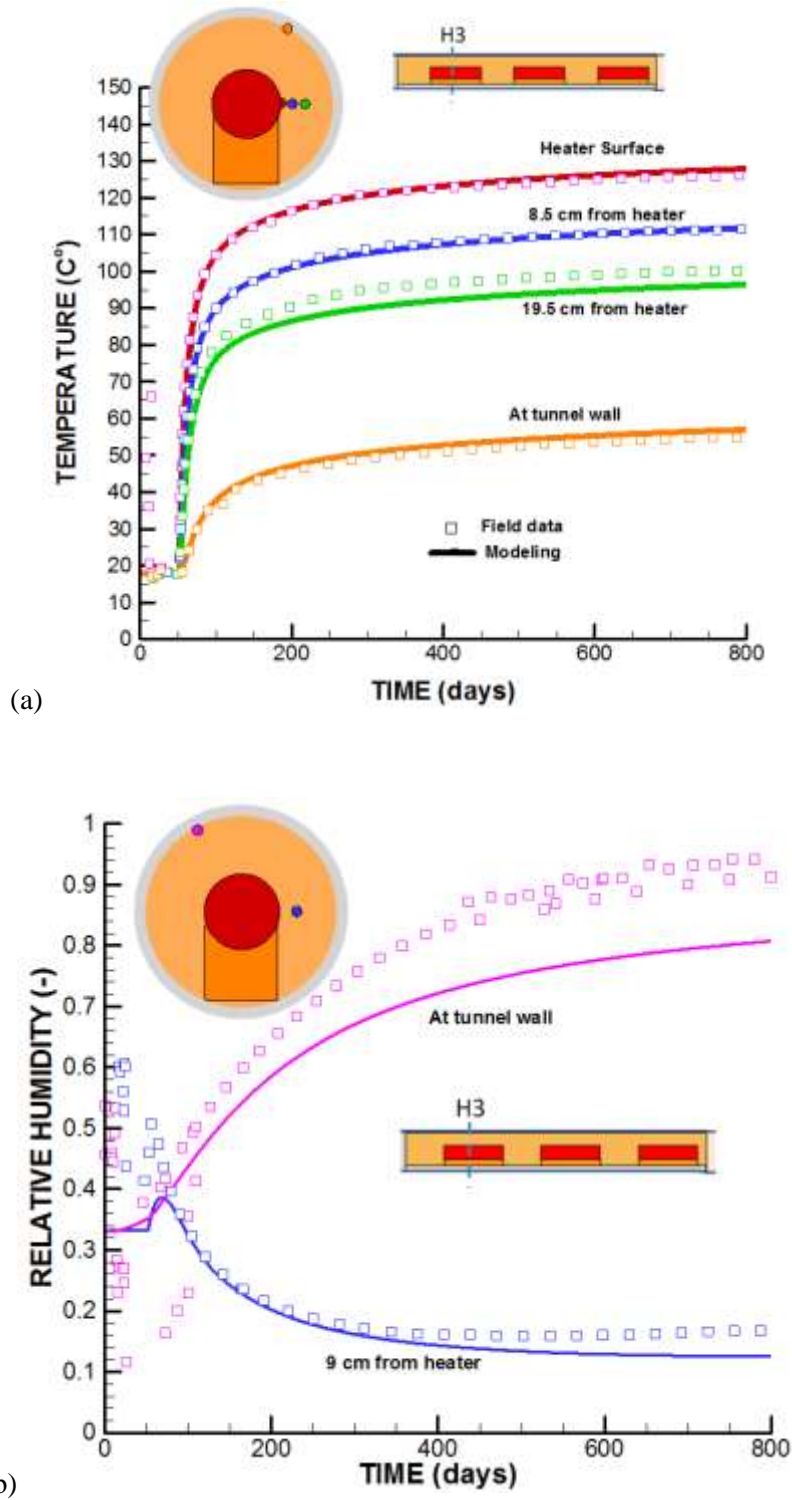 H3
150
140
130
120
110
100
90
80
70
60
50
40
30
20
10
0
TEMPERATURE (C°)
Heater Surface
8.5 cm from heater
19.5 cm from heater
At tunnel wall
Field data
Modeling
0 200 400 600 800
TIME (days)
(a)
1
0.9
0.8
0.7
0.6
0.5
0.4
0.3
0.2
0.1
0
RELATIVE HUMIDITY (-)
At tunnel wall
H3
9 cm from heater
0 200 400 600 800
TIME (days)
)